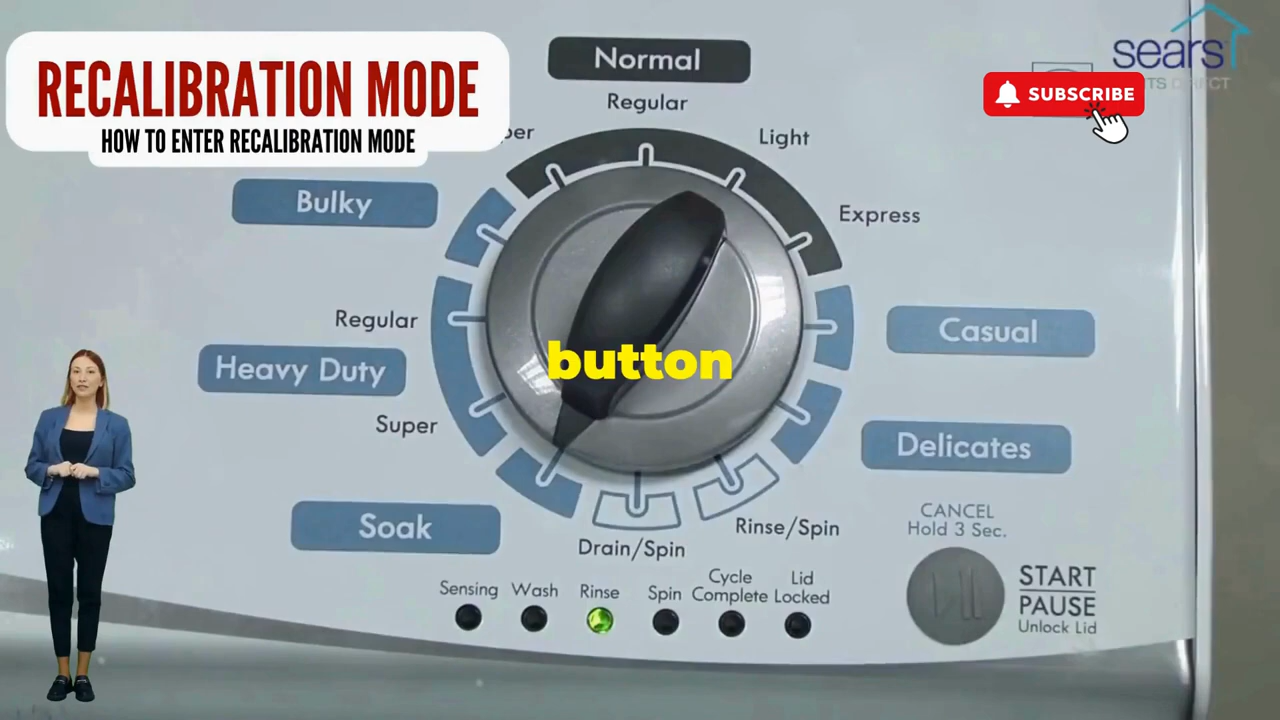 RECALIBRATION MODE
HOW TO ENTER RECALIBRATION MODE
sears
DIRECT
SUBSCRIBE
Normal
Regular
Light
Express
Bulky
Regular
Heavy Duty
Super
button
Casual
Delicates
Soak
Drain/Spin
Rinse/Spin
CANCEL
Hold 3 Sec.
Sensing
Wash
Rinse
Spin
Cycle
Complete
Lid
Locked
START
PAUSE
Unlock Lid